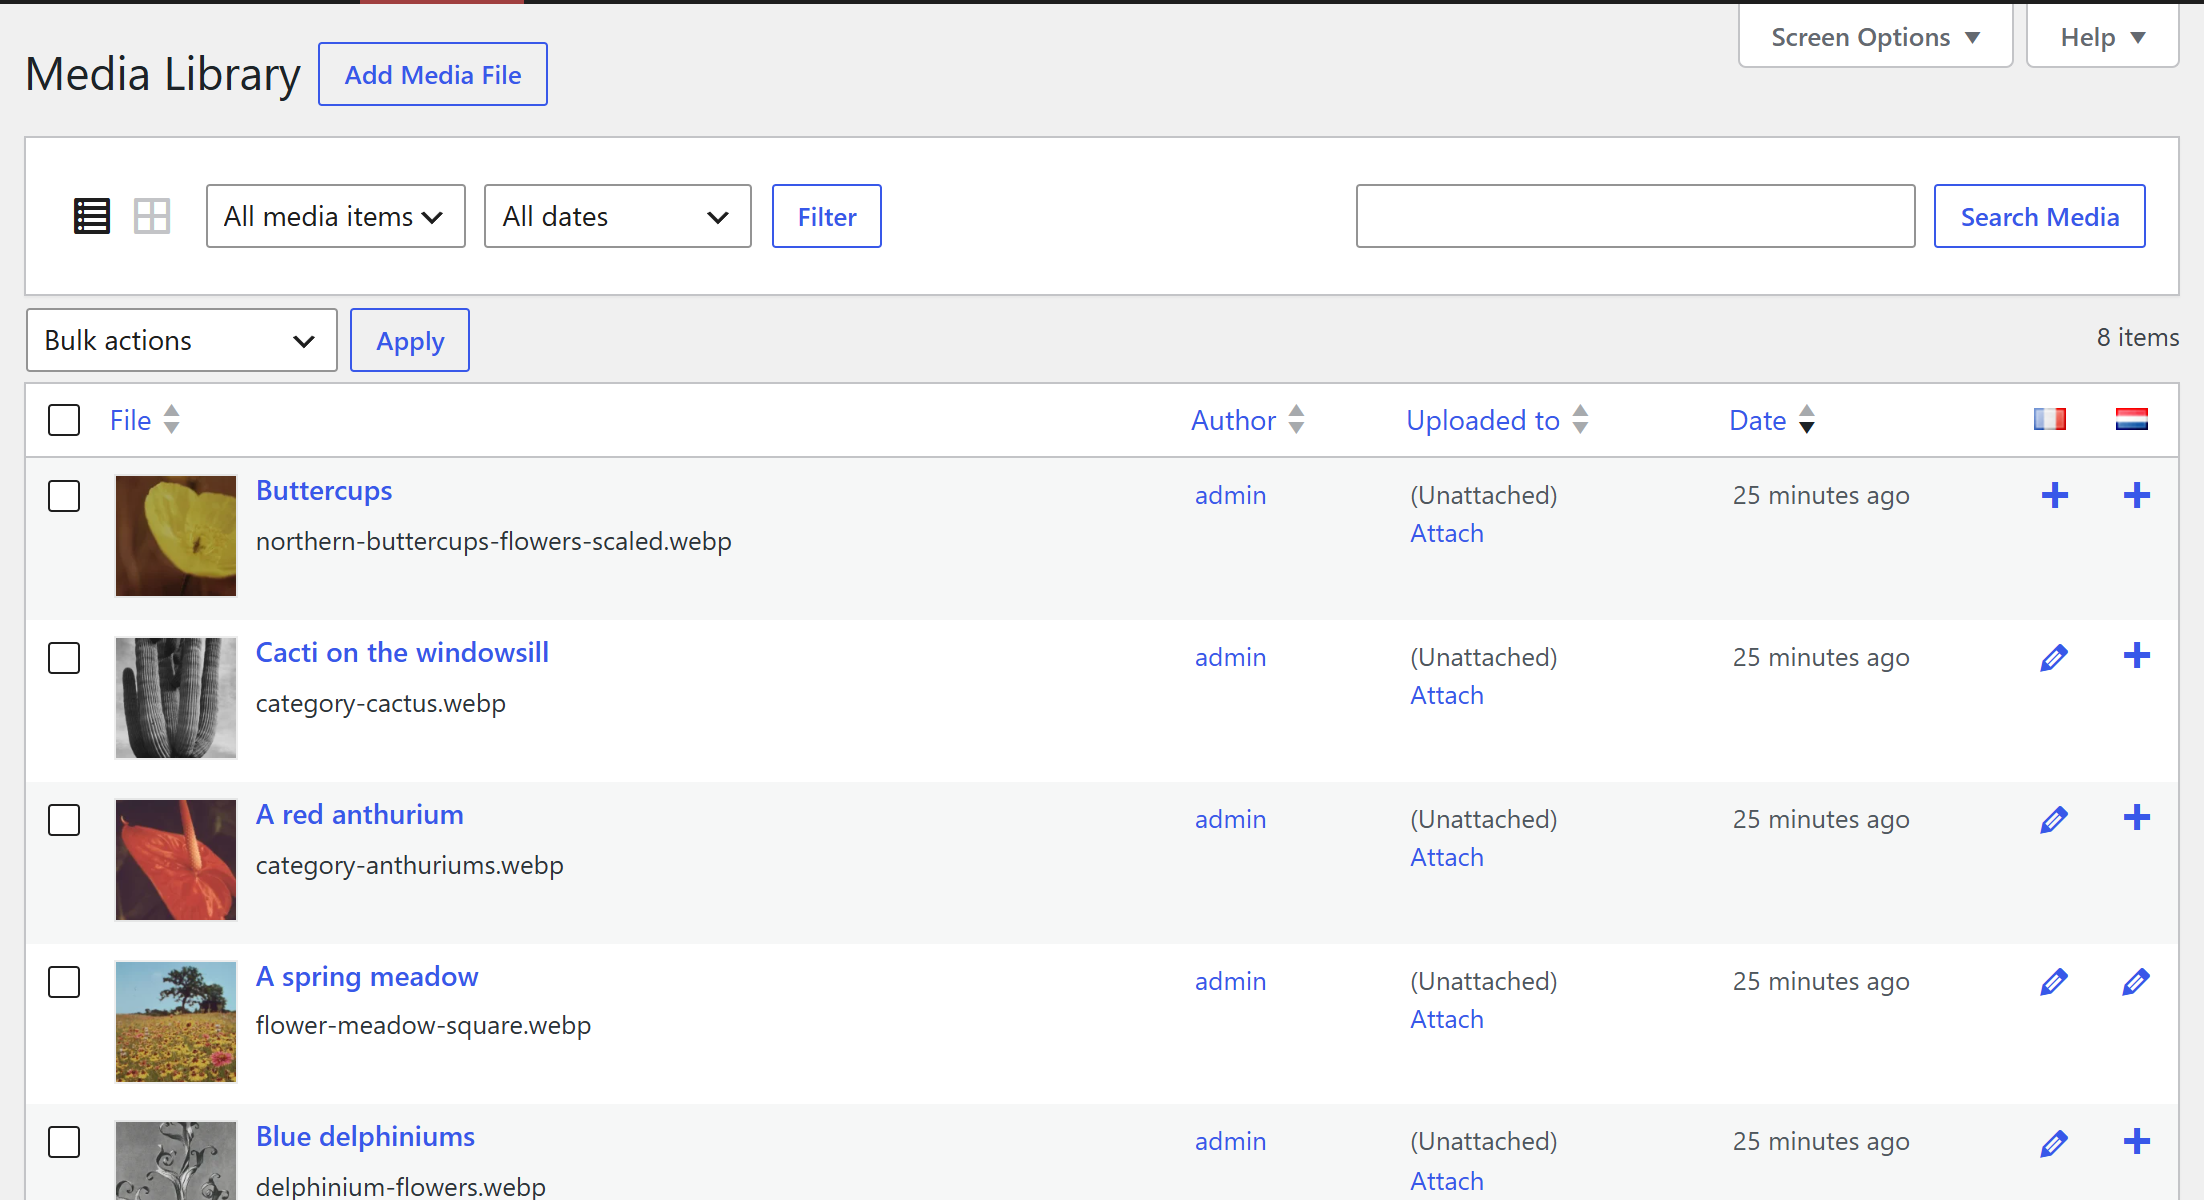 Screen Options
Help
Media Library
Add Media File
All media items
All dates
Filter
Search Media
Bulk actions
Apply
8 items
File
Author
Uploaded to
Date
Buttercups
admin
(Unattached)
25 minutes ago
northern-buttercups-flowers-scaled.webp
Attach
Cacti on the windowsill
admin
(Unattached)
25 minutes ago
category-cactus.webp
Attach
A red anthurium
admin
(Unattached)
25 minutes ago
category-anthuriums.webp
Attach
A spring meadow
admin
(Unattached)
25 minutes ago
flower-meadow-square.webp
Attach
Blue delphiniums
admin
(Unattached)
25 minutes ago
delphinium-flowers.webp
Attach